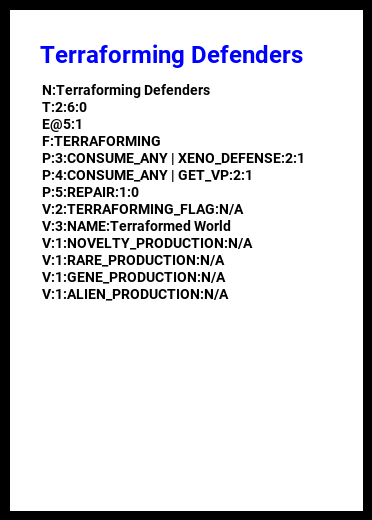 Terraforming Defenders
N:Terraforming Defenders
T:2:6:0
E@5:1
F:TERRAFORMING
P:3:CONSUME_ANY | XENO_DEFENSE:2:1
P:4:CONSUME_ANY | GET_VP:2:1
P:5:REPAIR:1:0
V:2:TERRAFORMING_FLAG:N/A
V:3:NAME:Terraformed World
V:1:NOVELTY_PRODUCTION:N/A
V:1:RARE_PRODUCTION:N/A
V:1:GENE_PRODUCTION:N/A
V:1:ALIEN_PRODUCTION:N/A